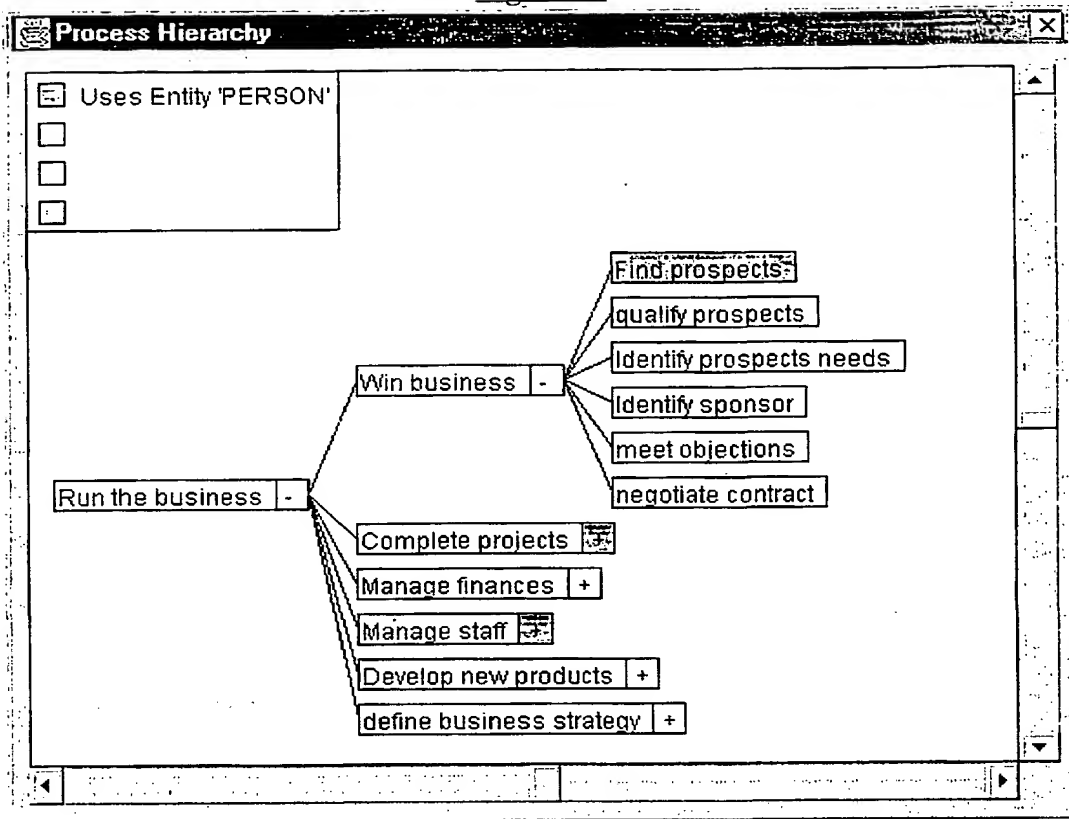 Process Hierarchy
Uses Entity 'PERSON'
Find prospects
qualify prospects
Identify prospects needs
Win business -
Identify sponsor
meet objections
negotiate contract
Run the business -
Complete projects +
Manage finances +
Manage staff +
Develop new products +
define business strategy +